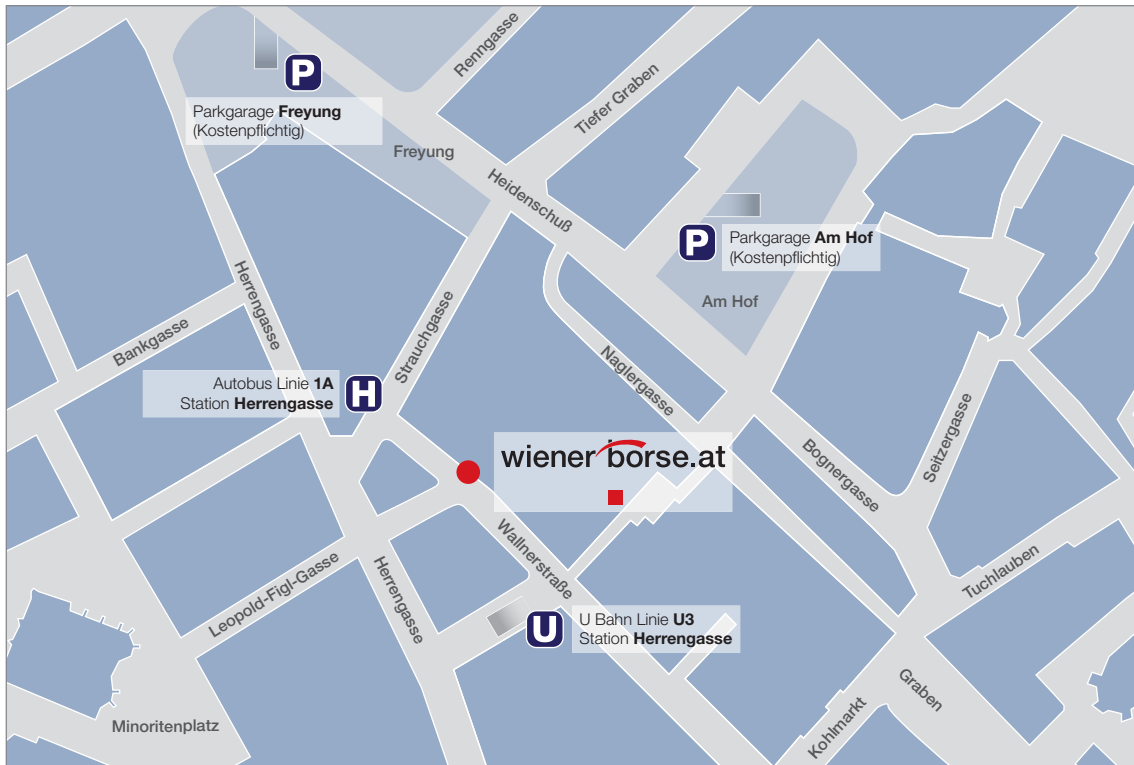 Renngasse
P
Parkgarage Freyung
(Kostenpflichtig)
Tiefer Graben
Freyung
Heidenschuß
P
Parkgarage Am Hof
(Kostenpflichtig)
Am Hof
Herrengasse
Bankgasse
Strauchgasse
Naglergasse
Autobus Linie 1A
Station Herrengasse
H
wienerbörse.at
Bognergasse
Seitzergasse
Wallnerstraße
Leopold-Figl-Gasse
Herrengasse
Tuchlauben
U
U Bahn Linie U3
Station Herrengasse
Graben
Kohlmarkt
Minoritenplatz